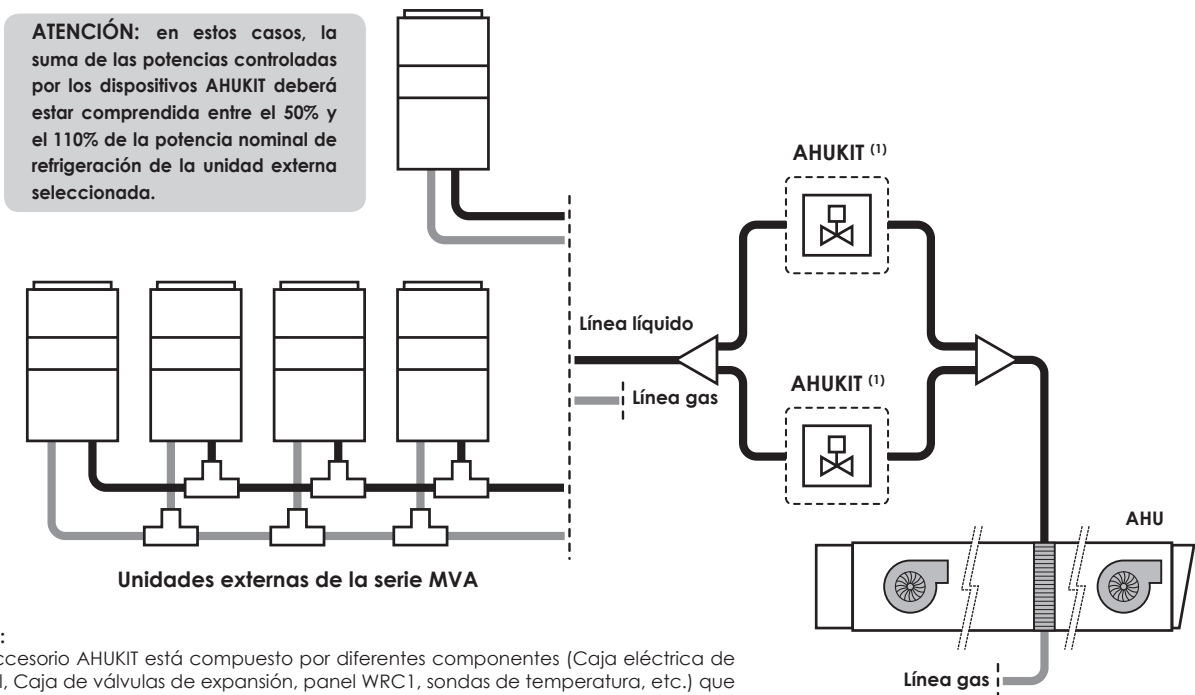 ATENCIÓN: en estos casos, la
suma de las potencias controladas
por los dispositivos AHUKIT deberá
estar comprendida entre el 50% y
el 110% de la potencia nominal de
refrigeración de la unidad externa
seleccionada.
AHUKIT (1)
Línea líquido
Línea gas
AHUKIT (1)
AHU
Unidades externas de la serie MVA
:
ccesorio AHUKIT está compuesto por diferentes componentes (Caja eléctrica de
l, Caja de válvulas de expansión, panel WRC1, sondas de temperatura, etc.) que
Línea gas